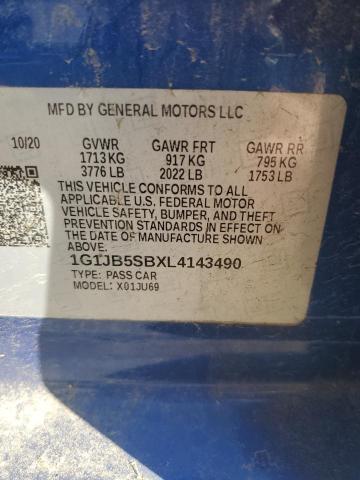 MFD BY GENERAL MOTORS LLC
10/20 GVWR GAWR FRT GAWR RR
1713 KG 917 KG 795 KG
3776 LB 2022 LB 1753 LB
THIS VEHICLE CONFORMS TO ALL
APPLICABLE U.S. FEDERAL MOTOR
VEHICLE SAFETY, BUMPER, AND THEFT
PREVENTION STANDARDS IN EFFECT
ON THE DATE OF MANUFACTURE
SHOWN ABOVE.
1G1JB5SBXL4143490
TYPE: PASS CAR
MODEL: X01JU69